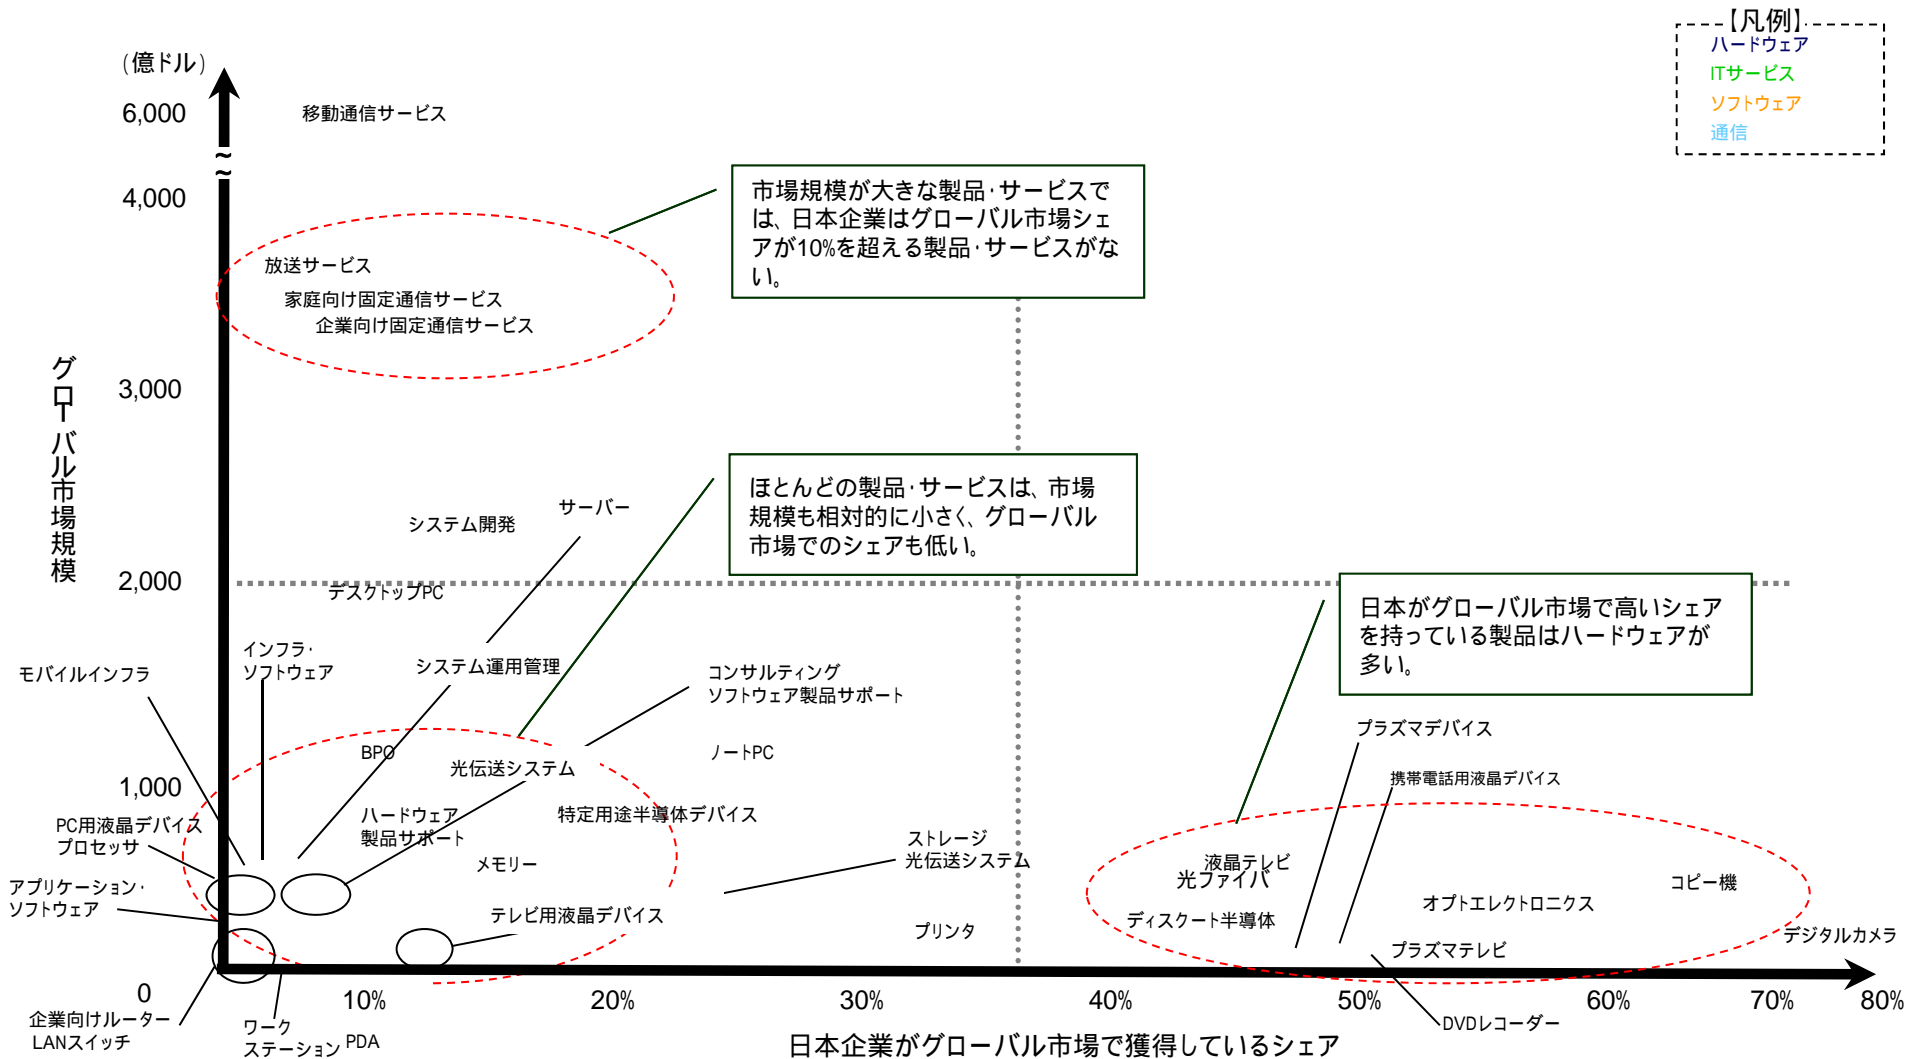 【凡例】
ハードウェア
ITサービス
ソフトウェア
通信
(億ドル)
6,000
4,000
3,000
2,000
1,000
0
グローバル市場規模
移動通信サービス
放送サービス
家庭向け固定通信サービス
企業向け固定通信サービス
市場規模が大きな製品・サービスで
は、日本企業はグローバル市場シェ
アが10%を超える製品・サービスがな
い。
システム開発
サーバー
デスクトップPC
ほとんどの製品・サービスは、市場
規模も相対的に小さく、グローバル
市場でのシェアも低い。
日本がグローバル市場で高いシェア
を持っている製品はハードウェアが
多い。
モバイルインフラ
インフラ・
ソフトウェア
システム運用管理
コンサルティング
ソフトウェア製品サポート
BPO
光伝送システム
ノートPC
プラズマデバイス
携帯電話用液晶デバイス
PC用液晶デバイス
プロセッサ
ハードウェア
製品サポート
特定用途半導体デバイス
メモリー
ストレージ
光伝送システム
液晶テレビ
光ファイバ
コピー機
アプリケーション・
ソフトウェア
テレビ用液晶デバイス
プリンタ
ディスクート半導体
オプトエレクトロニクス
プラズマテレビ
デジタルカメラ
10%
20%
30%
40%
50%
60%
70%
80%
企業向けルーター
LANスイッチ
ワーク
ステーション
PDA
DVDレコーダー
日本企業がグローバル市場で獲得しているシェア